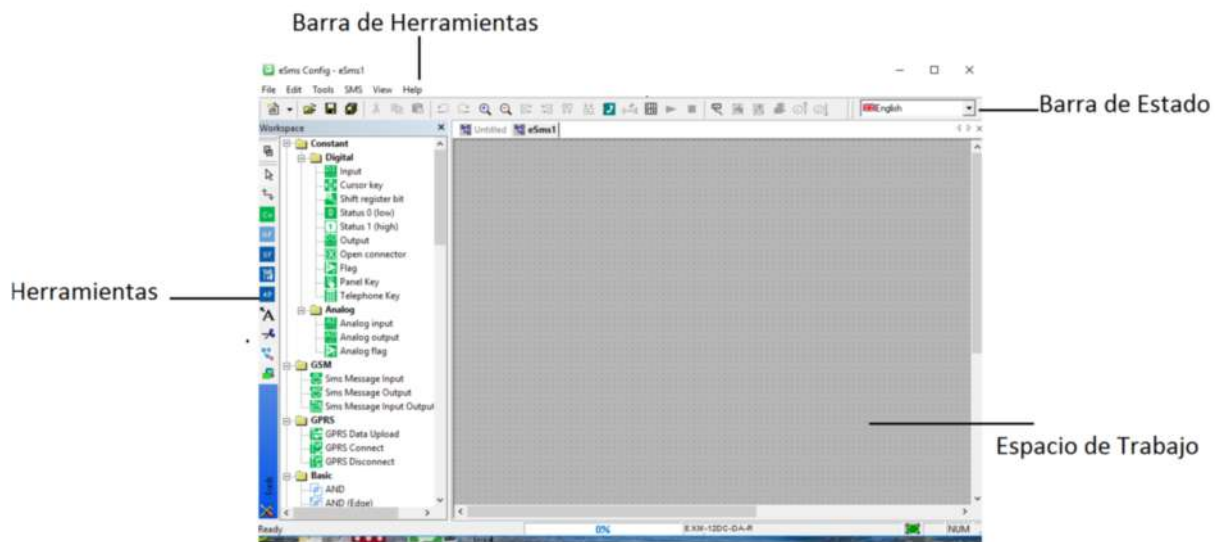 Barra de Herramientas
eSms Config - eSms1
File Edit Tools SMS View Help
English
Barra de Estado
Workspace
Untitled eSms1
Constant
Digital
Input
Cursor key
Shift register bit
Status 0 (low)
Status 1 (high)
Output
Open connector
Flag
Panel Key
Telephone Key
Herramientas
Analog
Analog input
Analog output
Analog flag
GSM
Sms Message Input
Sms Message Output
Sms Message Input Output
GPRS
GPRS Data Upload
GPRS Connect
GPRS Disconnect
Espacio de Trabajo
Basic
AND
AND (Edge)
Ready 0% EXM-12DC-DA-R NUM